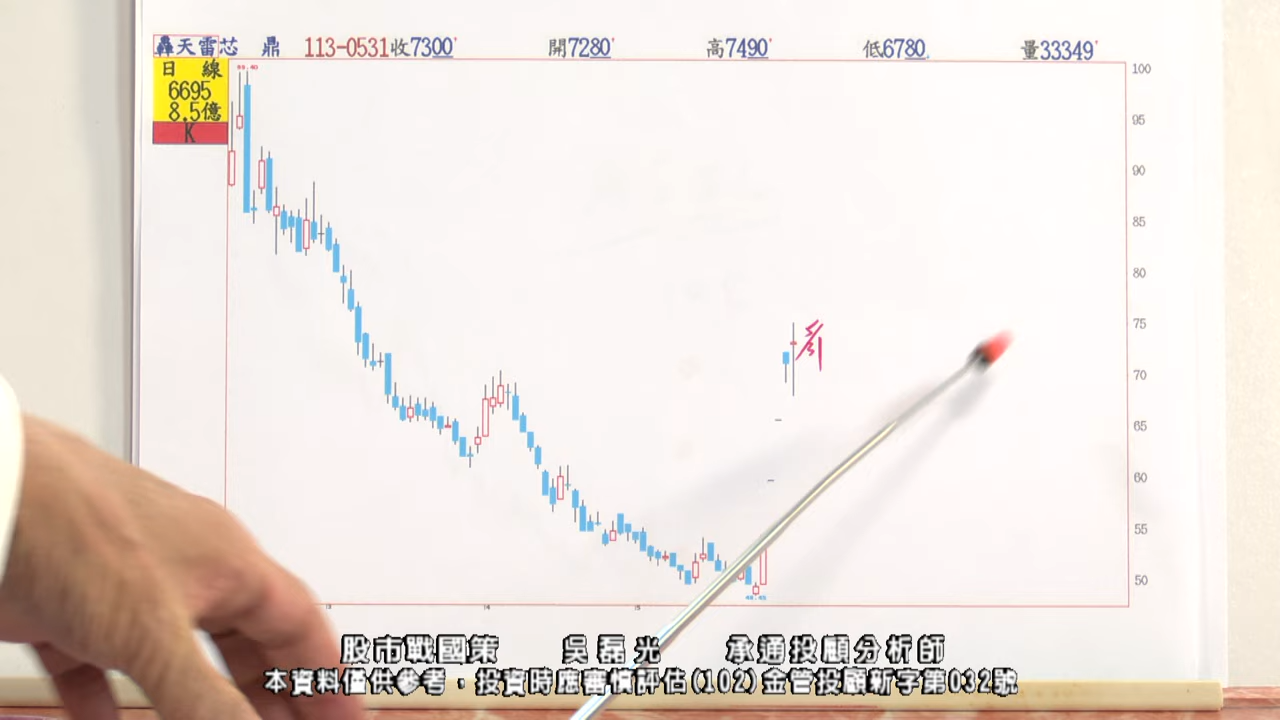 轟天雷芯 鼎 113-0531收7300 開7280 高7490 低6780 量33349
日 線
6695
8.5億
K
100
95
90
85
80
75
70
65
60
55
50
5/31
股市戰國策 吳磊光 承通投顧分析師
本資料僅供參考,投資時應審慎評估(102)金管投顧新字第032號